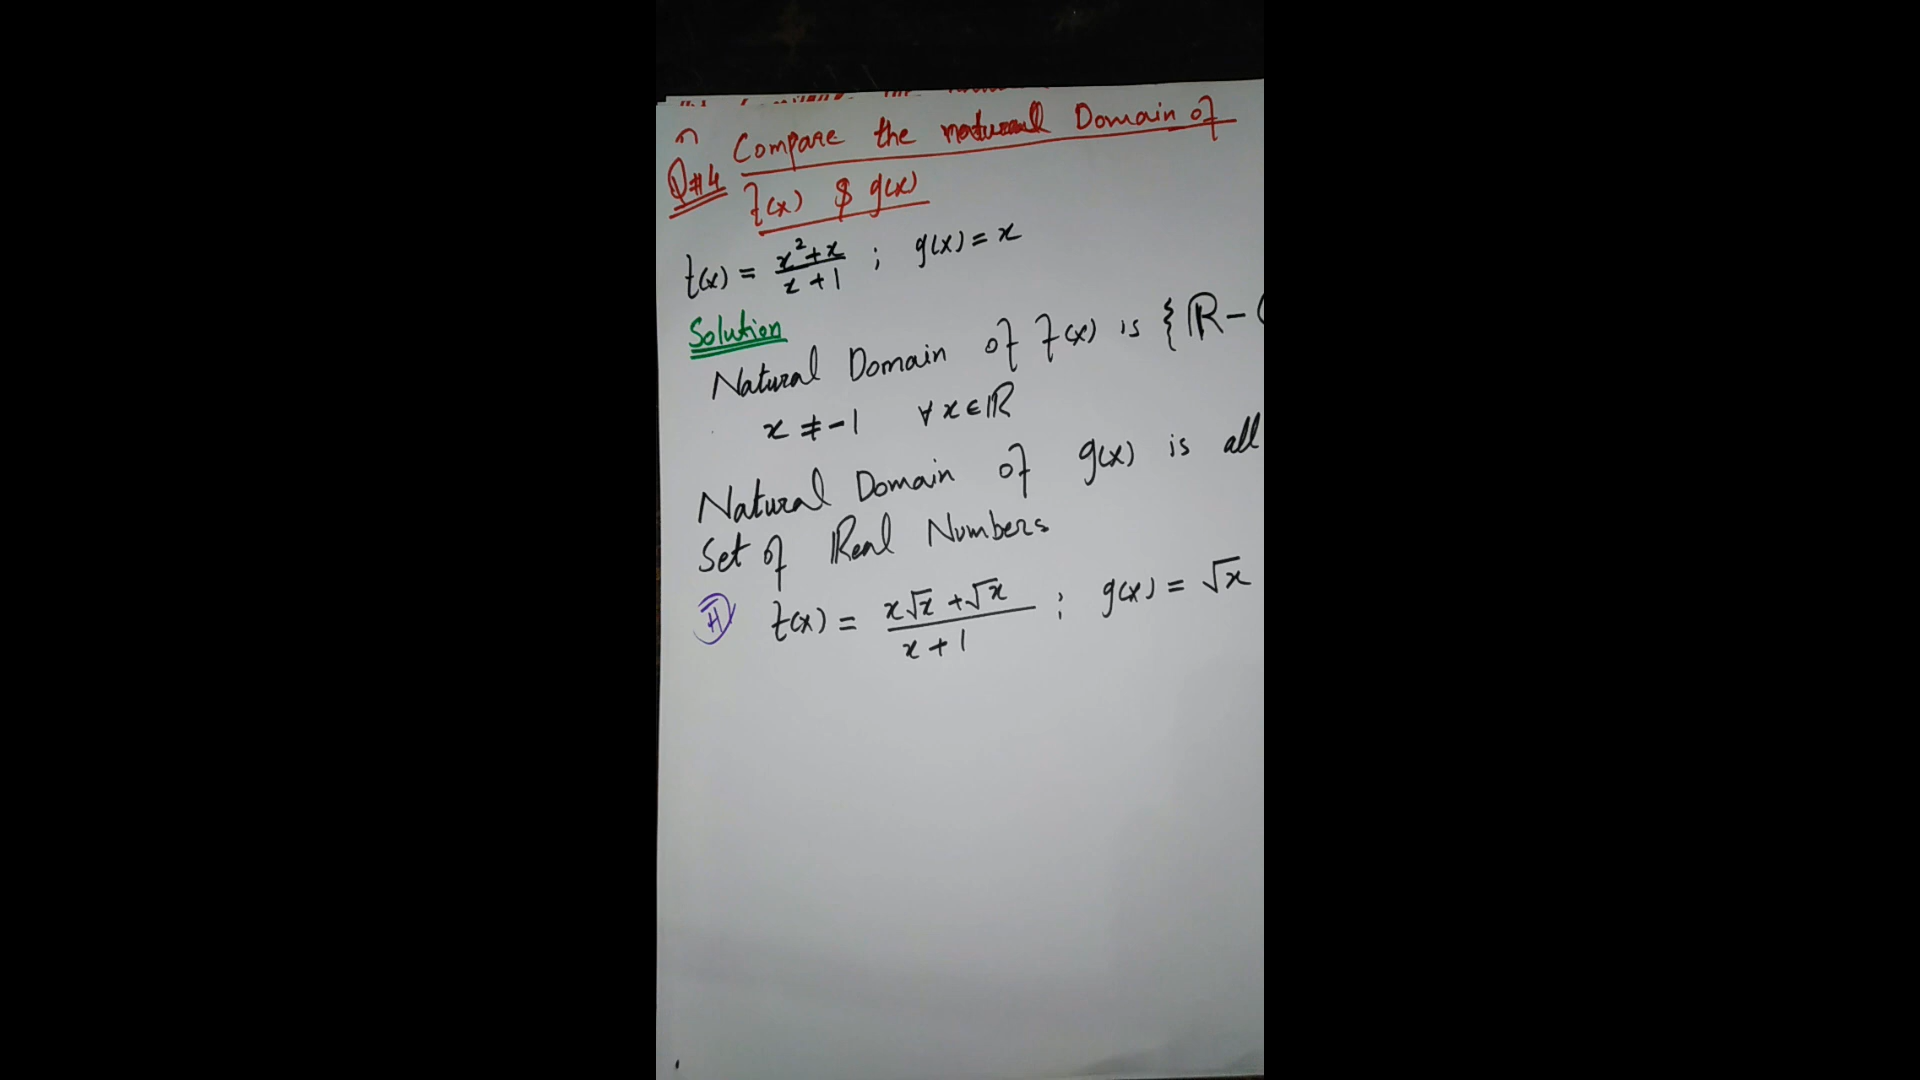 Q#4 Compare the natural Domain of
f(x) & g(x)
f(x) = x²+x / x+1 ; g(x) = x
Solution
Natural Domain of f(x) is {ℝ - (
x ≠ -1 ∀ x ∈ ℝ
Natural Domain of g(x) is all
Set of Real Numbers
f(x) = x√x + √x / x+1 ; g(x) = √x